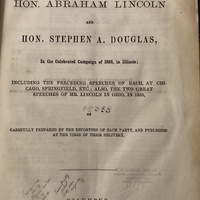 HON. ABRAHAM LINCOLN
AND
HON. STEPHEN A. DOUGLAS,
In the Celebrated Campaign of 1858, in Illinois;
INCLUDING THE PRECEDING SPEECHES OF EACH, AT CHI-
CAGO, SPRINGFIELD, ETC.; ALSO, THE TWO GREAT
SPEECHES OF MR. LINCOLN IN OHIO, IN 1859,
AS
CAREFULLY PREPARED BY THE REPORTERS OF EACH PARTY, AND PUBLISHED
AT THE TIMES OF THEIR DELIVERY.